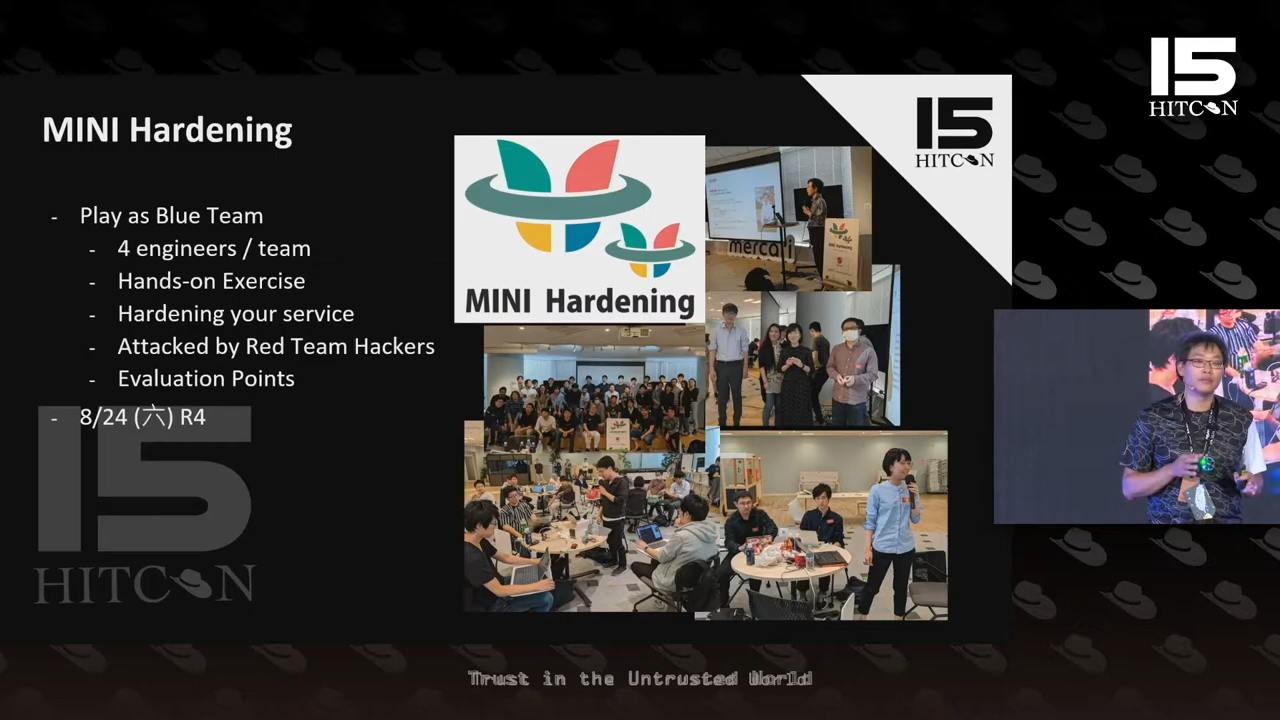 15
HITCON
MINI Hardening
15
HITCON
- Play as Blue Team
- 4 engineers / team
- Hands-on Exercise
- Hardening your service
- Attacked by Red Team Hackers
- Evaluation Points
- 8/24 (六) R4
MINI Hardening
mercari
15
HITCON
Trust in the Untrusted World